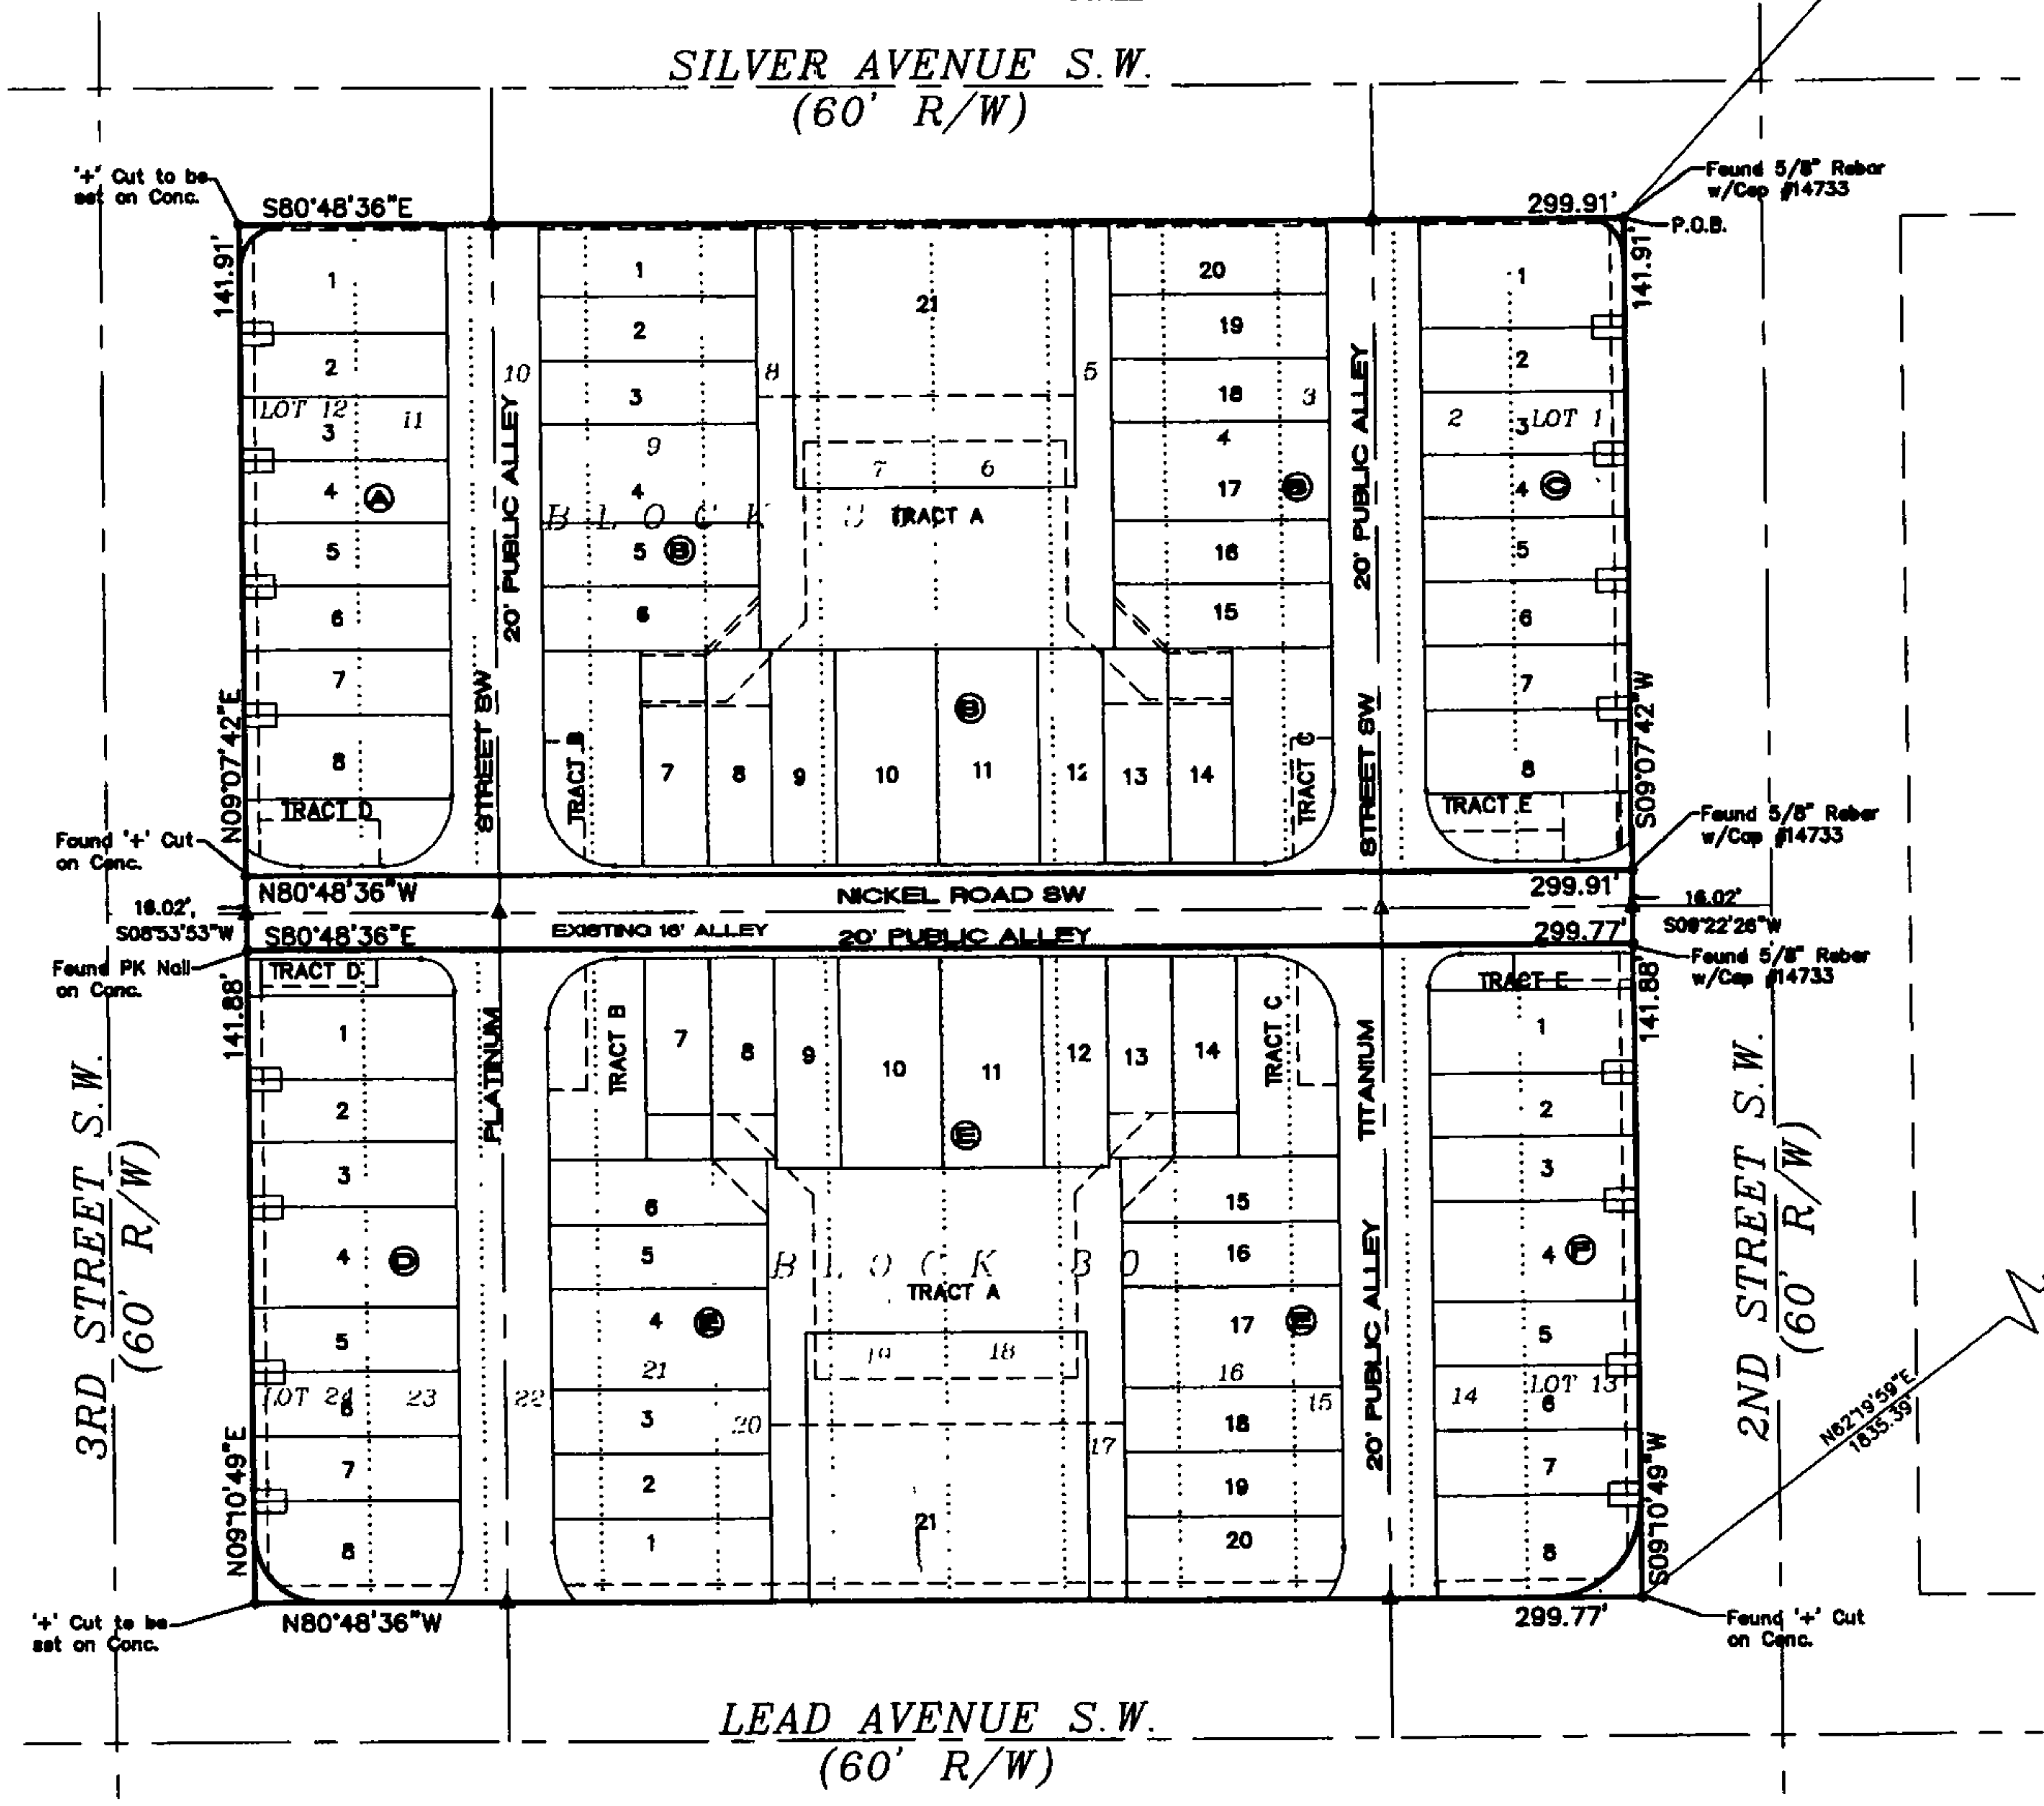 SILVER AVENUE S.W.
(60' R/W)
'+' Cut to be
set on Conc.
S80°48'36"E
299.91'
Found 5/8" Rebar
w/Cap #14733
P.O.B.
141.91'
141.91'
1
1
21
20
1
2
2
19
2
10
8
5
3
18
3
LOT 12
11
3
9
4
2
3
LOT 1
7
6
4
A
4
17
B
4
C
BLOCK
TRACT A
5
5
B
16
5
6
6
15
6
20' PUBLIC ALLEY
20' PUBLIC ALLEY
7
B
7
8
TRACT B
7
8
9
10
11
12
13
14
TRACT C
8
STREET SW
STREET SW
N09°07'42"E
S09°07'42"W
TRACT D
TRACT E
Found '+' Cut
on Conc.
Found 5/8" Rebar
w/Cap #14733
N80°48'36"W
NICKEL ROAD SW
299.91'
16.02'
S08°53'53"W
16.02'
S09°22'26"W
S80°48'36"E
EXISTING 16' ALLEY
20' PUBLIC ALLEY
299.77'
Found PK Nail
on Conc.
Found 5/8" Rebar
w/Cap #14733
TRACT D
TRACT E
141.88'
141.88'
1
TRACT B
7
8
9
10
11
12
13
14
TRACT C
1
PLATINUM
TITANIUM
2
E
2
3
3
3RD STREET S.W.
(60' R/W)
2ND STREET S.W.
(60' R/W)
6
15
4
D
5
BLOCK
16
4
F
TRACT A
20' PUBLIC ALLEY
5
4
E
17
E
5
19
18
LOT 24
6
23
22
21
16
15
14
LOT 13
6
3
20
17
18
7
2
19
7
N62°19'59"E
1835.39'
8
1
21
20
8
N09°10'49"E
S09°10'49"W
'+' Cut to be
set on Conc.
N80°48'36"W
299.77'
Found '+' Cut
on Conc.
LEAD AVENUE S.W.
(60' R/W)